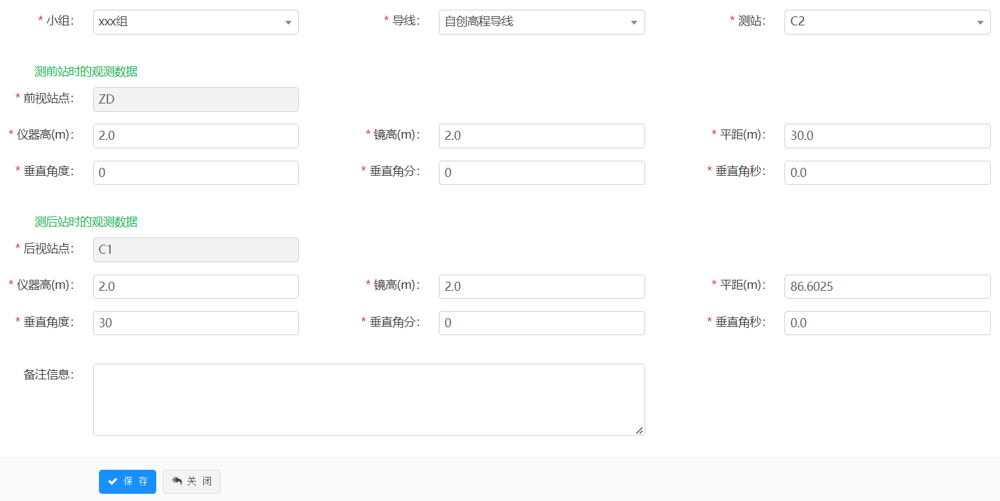 * 小组： xxx组 * 导线： 自创高程导线 * 测站： C2
测前站时的观测数据
* 前视站点： ZD
* 仪器高(m)： 2.0 * 镜高(m)： 2.0 * 平距(m)： 30.0
* 垂直角度： 0 * 垂直角分： 0 * 垂直角秒： 0.0
测后站时的观测数据
* 后视站点： C1
* 仪器高(m)： 2.0 * 镜高(m)： 2.0 * 平距(m)： 86.6025
* 垂直角度： 30 * 垂直角分： 0 * 垂直角秒： 0.0
备注信息：
保 存 关 闭